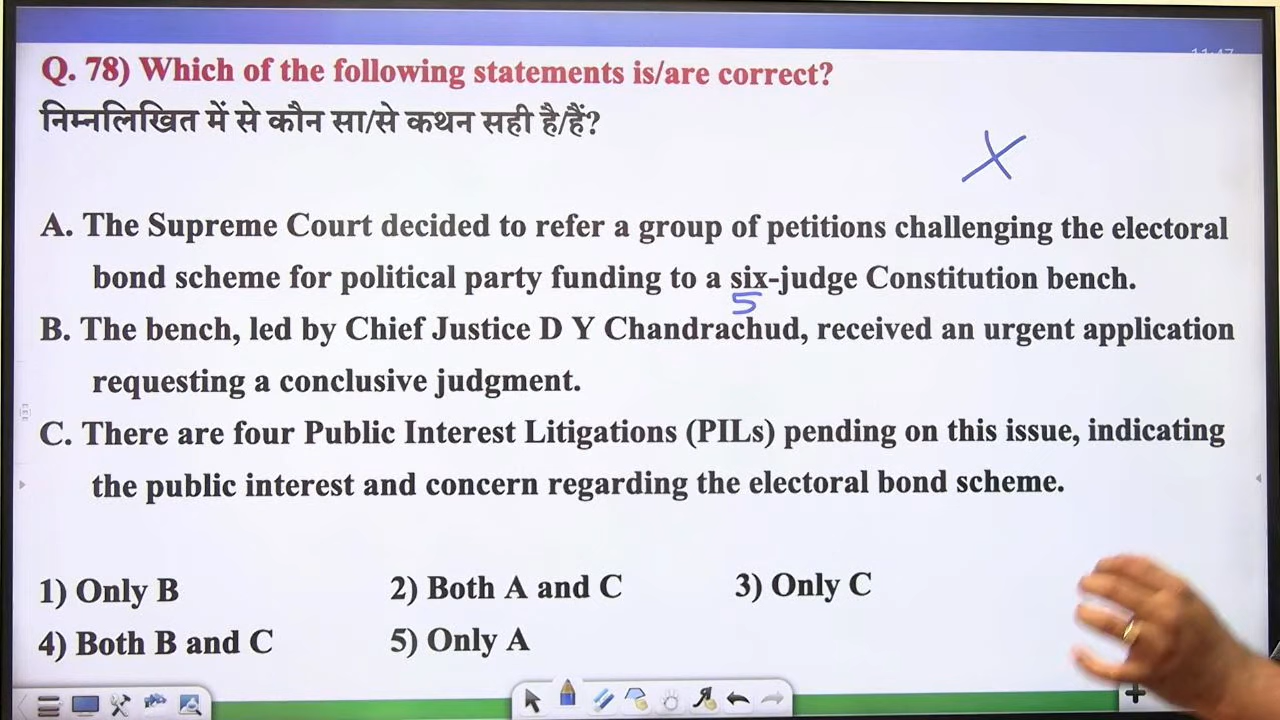 Q. 78) Which of the following statements is/are correct?
निम्नलिखित में से कौन सा/से कथन सही है/हैं?
A. The Supreme Court decided to refer a group of petitions challenging the electoral
bond scheme for political party funding to a six-judge Constitution bench.
5
B. The bench, led by Chief Justice D Y Chandrachud, received an urgent application
requesting a conclusive judgment.
C. There are four Public Interest Litigations (PILs) pending on this issue, indicating
the public interest and concern regarding the electoral bond scheme.
1) Only B 2) Both A and C 3) Only C
4) Both B and C 5) Only A